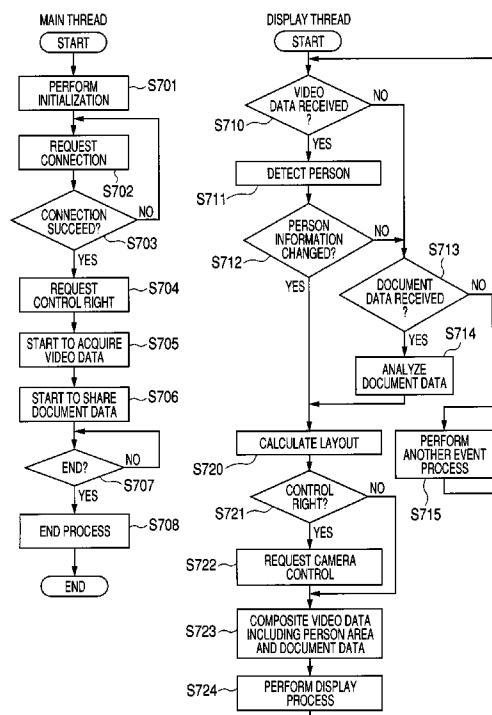 MAIN THREAD
START
PERFORM
INITIALIZATION
S701
REQUEST
CONNECTION
S702
CONNECTION
SUCCEED?
NO
S703
YES
REQUEST
CONTROL RIGHT
S704
START TO ACQUIRE
VIDEO DATA
S705
START TO SHARE
DOCUMENT DATA
S706
END?
NO
S707
YES
END PROCESS
S708
END
DISPLAY THREAD
START
VIDEO
DATA RECEIVED
?
NO
S710
YES
DETECT PERSON
S711
PERSON
INFORMATION
CHANGED?
NO
S712
YES
S713
DOCUMENT
DATA RECEIVED
?
NO
YES
S714
ANALYZE
DOCUMENT DATA
CALCULATE LAYOUT
S720
PERFORM
ANOTHER EVENT
PROCESS
S715
CONTROL
RIGHT?
NO
S721
YES
REQUEST CAMERA
CONTROL
S722
COMPOSITE VIDEO DATA
INCLUDING PERSON AREA
AND DOCUMENT DATA
S723
PERFORM DISPLAY
PROCESS
S724